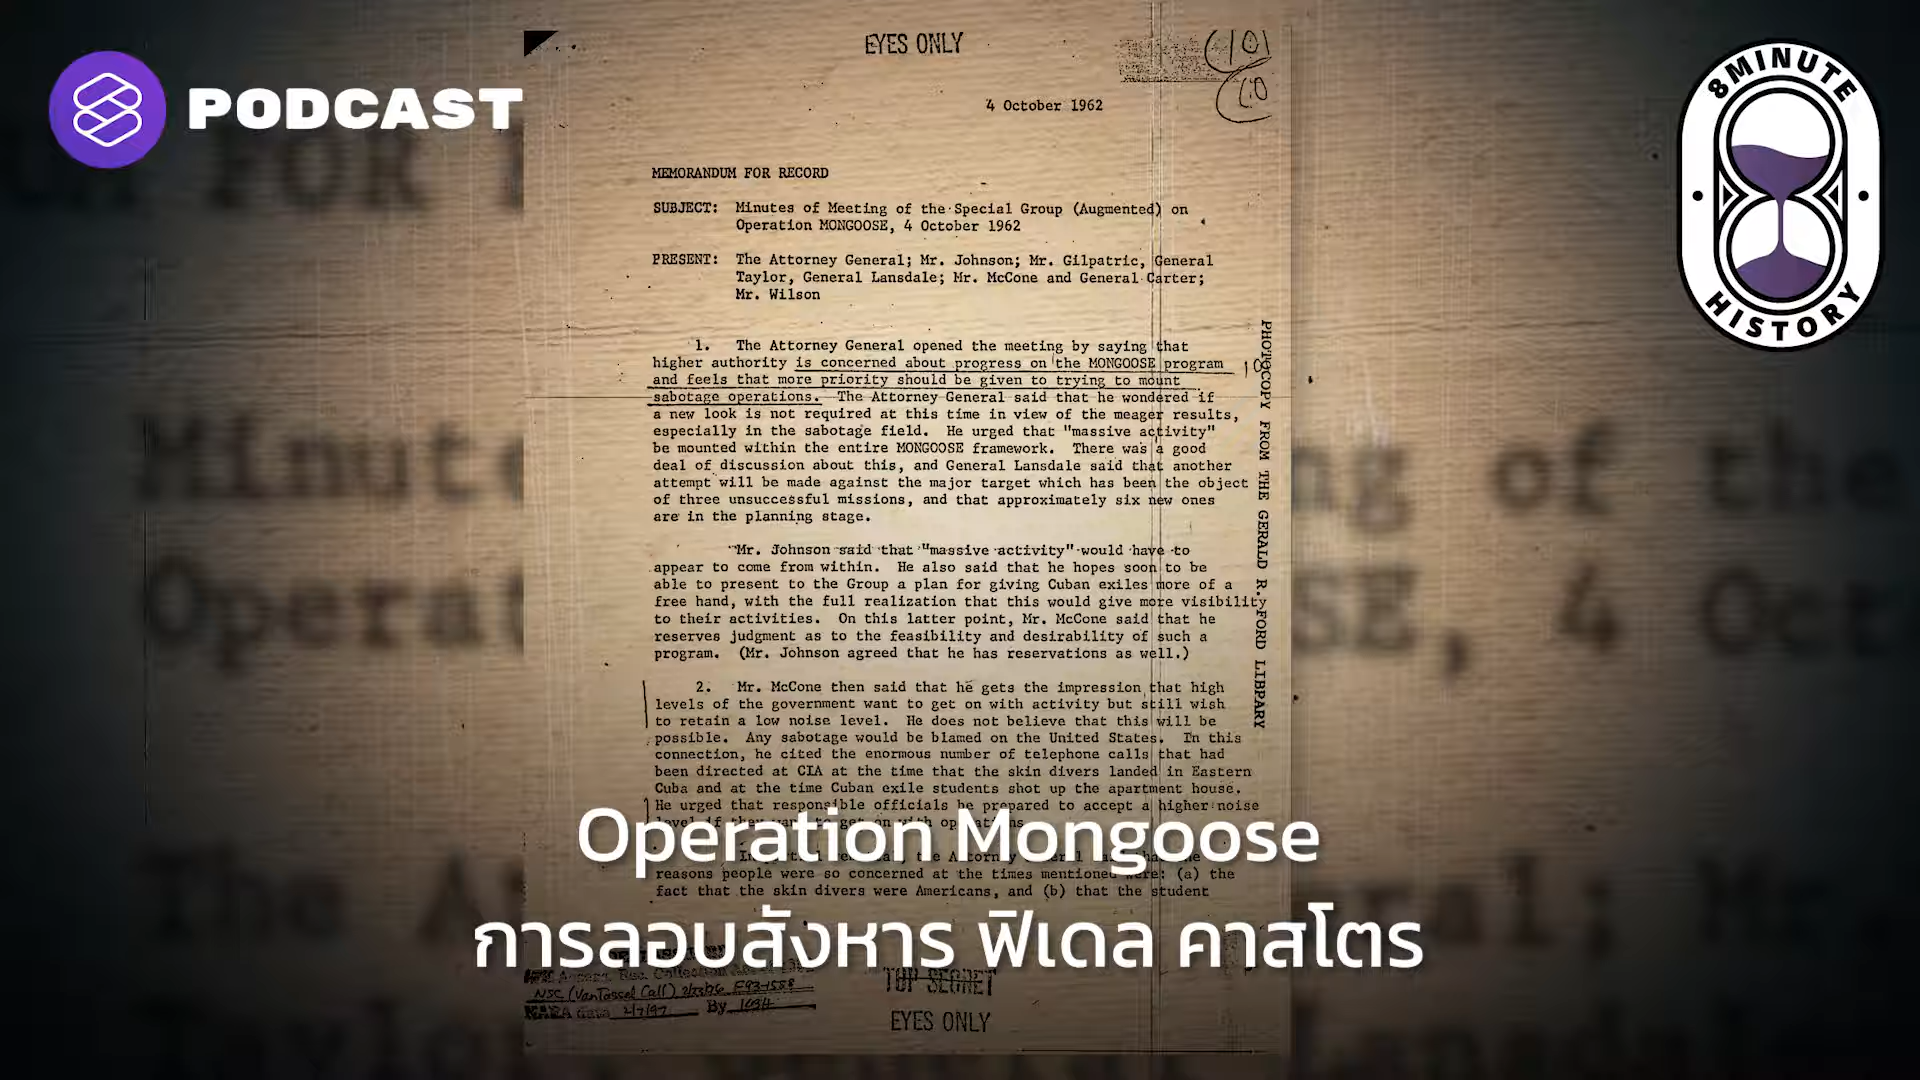 PODCAST
8 MINUTE
HISTORY
EYES ONLY
4 October 1962
MEMORANDUM FOR RECORD
SUBJECT: Minutes of Meeting of the Special Group (Augmented) on
Operation MONGOOSE, 4 October 1962
PRESENT: The Attorney General; Mr. Johnson; Mr. Gilpatric, General
Taylor, General Lansdale; Mr. McCone and General Carter;
Mr. Wilson
1. The Attorney General opened the meeting by saying that
higher authority is concerned about progress on the MONGOOSE program
and feels that more priority should be given to trying to mount
sabotage operations. The Attorney General said that he wondered if
a new look is not required at this time in view of the meager results,
especially in the sabotage field. He urged that "massive activity"
be mounted within the entire MONGOOSE framework. There was a good
deal of discussion about this, and General Lansdale said that another
attempt will be made against the major target which has been the object
of three unsuccessful missions, and that approximately six new ones
are in the planning stage.
Mr. Johnson said that "massive activity" would have to
appear to come from within. He also said that he hopes soon to be
able to present to the Group a plan for giving Cuban exiles more of a
free hand, with the full realization that this would give more visibility
to their activities. On this latter point, Mr. McCone said that he
reserves judgment as to the feasibility and desirability of such a
program. (Mr. Johnson agreed that he has reservations as well.)
2. Mr. McCone then said that he gets the impression that high
levels of the government want to get on with activity but still wish
to retain a low noise level. He does not believe that this will be
possible. Any sabotage would be blamed on the United States. In this
connection, he cited the enormous number of telephone calls that had
been directed at CIA at the time that the skin divers landed in Eastern
Cuba and at the time Cuban exile students shot up the apartment house.
He urged that responsible officials be prepared to accept a higher noise
level if they want to get on with operations.
reasons people were so concerned at the times mentioned were: (a) the
fact that the skin divers were Americans, and (b) that the student
PHOTOCOPY FROM THE GERALD R. FORD LIBRARY
Operation Mongoose
การลอบสังหาร ฟิเดล คาสโตร
TOP SECRET
EYES ONLY